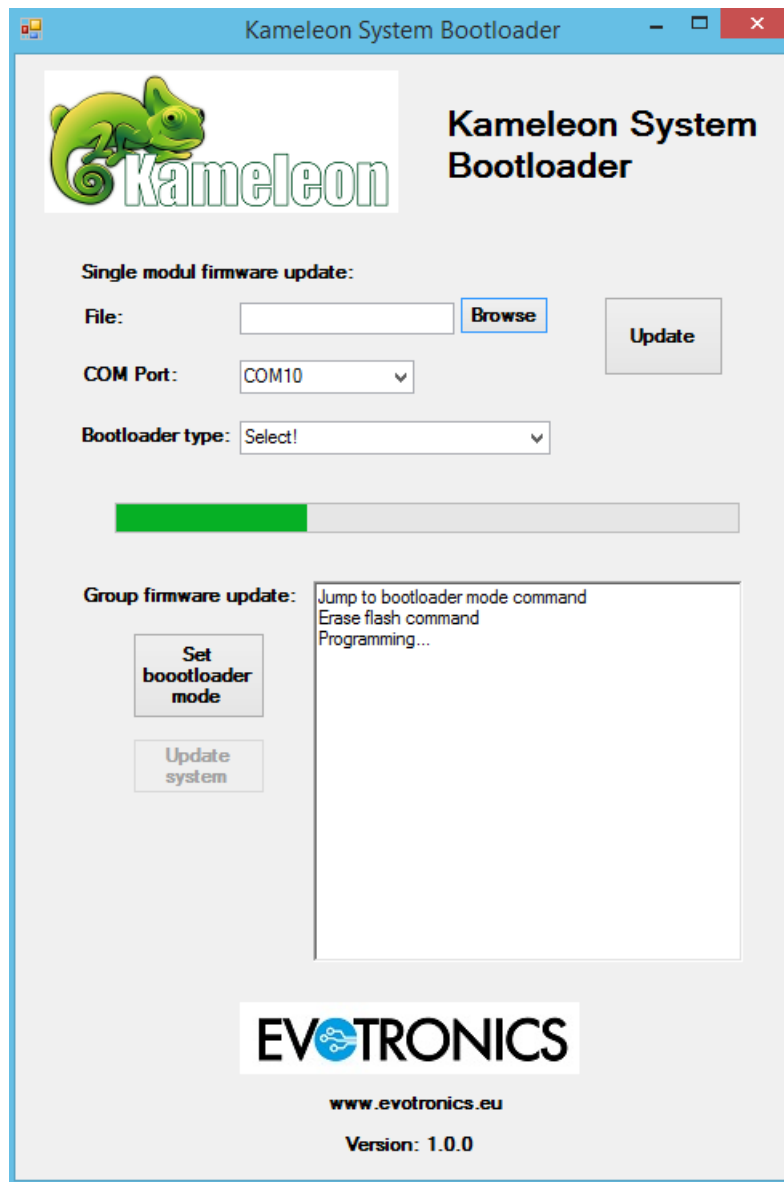 Kameleon System Bootloader
Kameleon
Kameleon System
Bootloader
Single modul firmware update:
File:
Browse
Update
COM Port:
COM10
Bootloader type:
Select!
Group firmware update:
Set
boootloader
mode
Update
system
Jump to bootloader mode command
Erase flash command
Programming...
EVOTRONICS
www.evotronics.eu
Version: 1.0.0